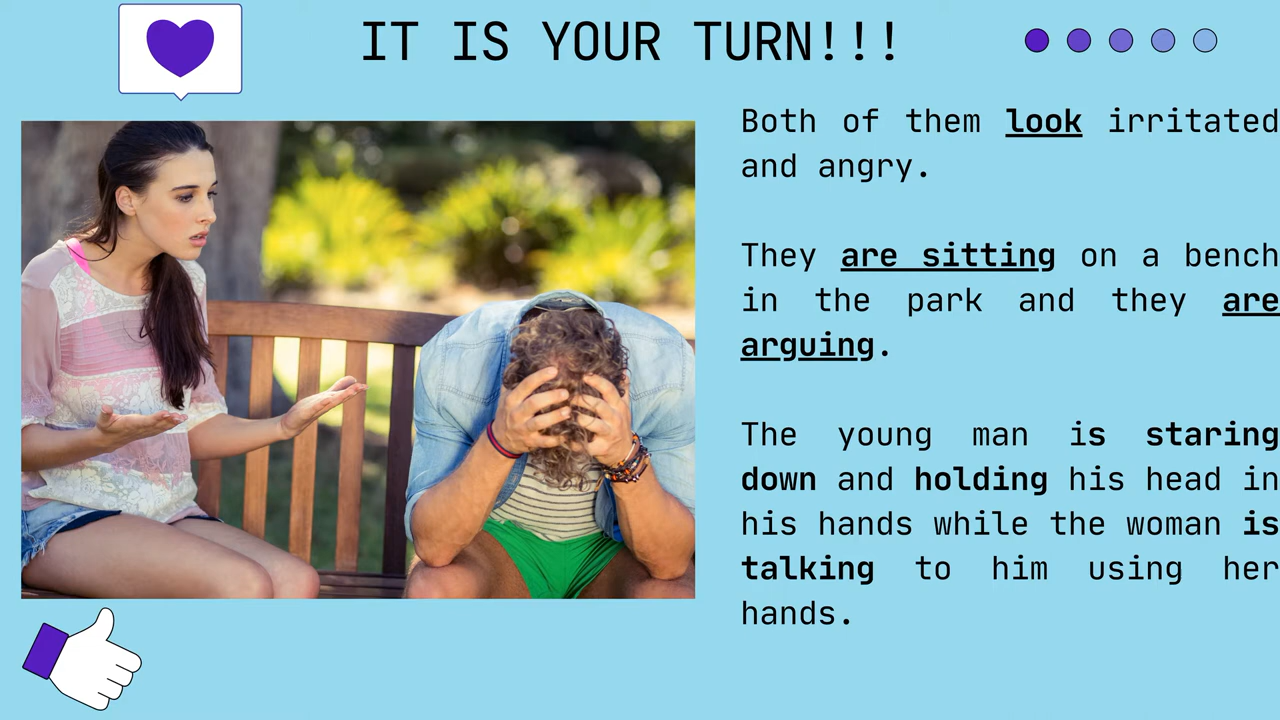 IT IS YOUR TURN!!!
Both of them look irritated
and angry.
They are sitting on a bench
in the park and they are
arguing.
The young man is staring
down and holding his head in
his hands while the woman is
talking to him using her
hands.